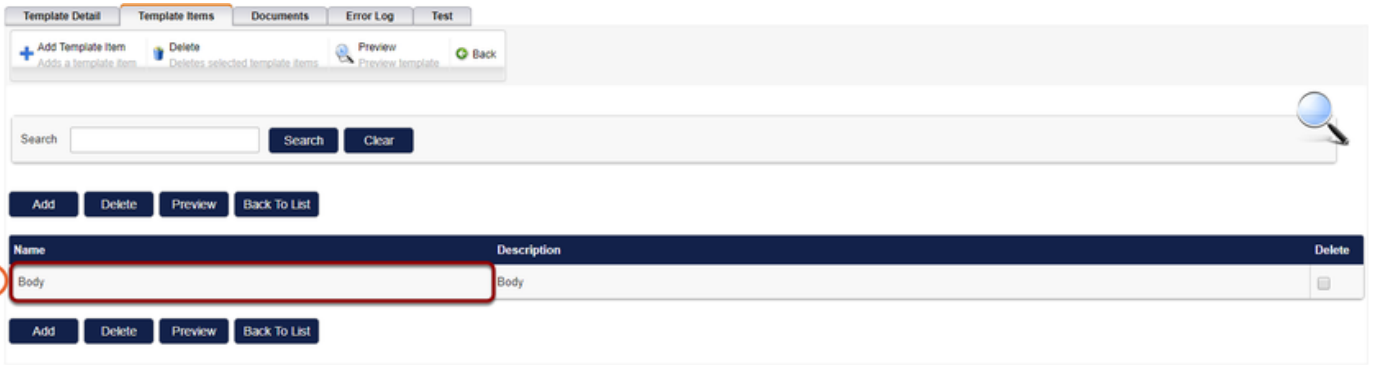 Template Detail Template Items Documents Error Log Test
Add Template Item Delete Preview Back
Adds a template item Deletes selected template items Preview template
Search Search Clear
Add Delete Preview Back To List
Name Description Delete
Body Body
Add Delete Preview Back To List